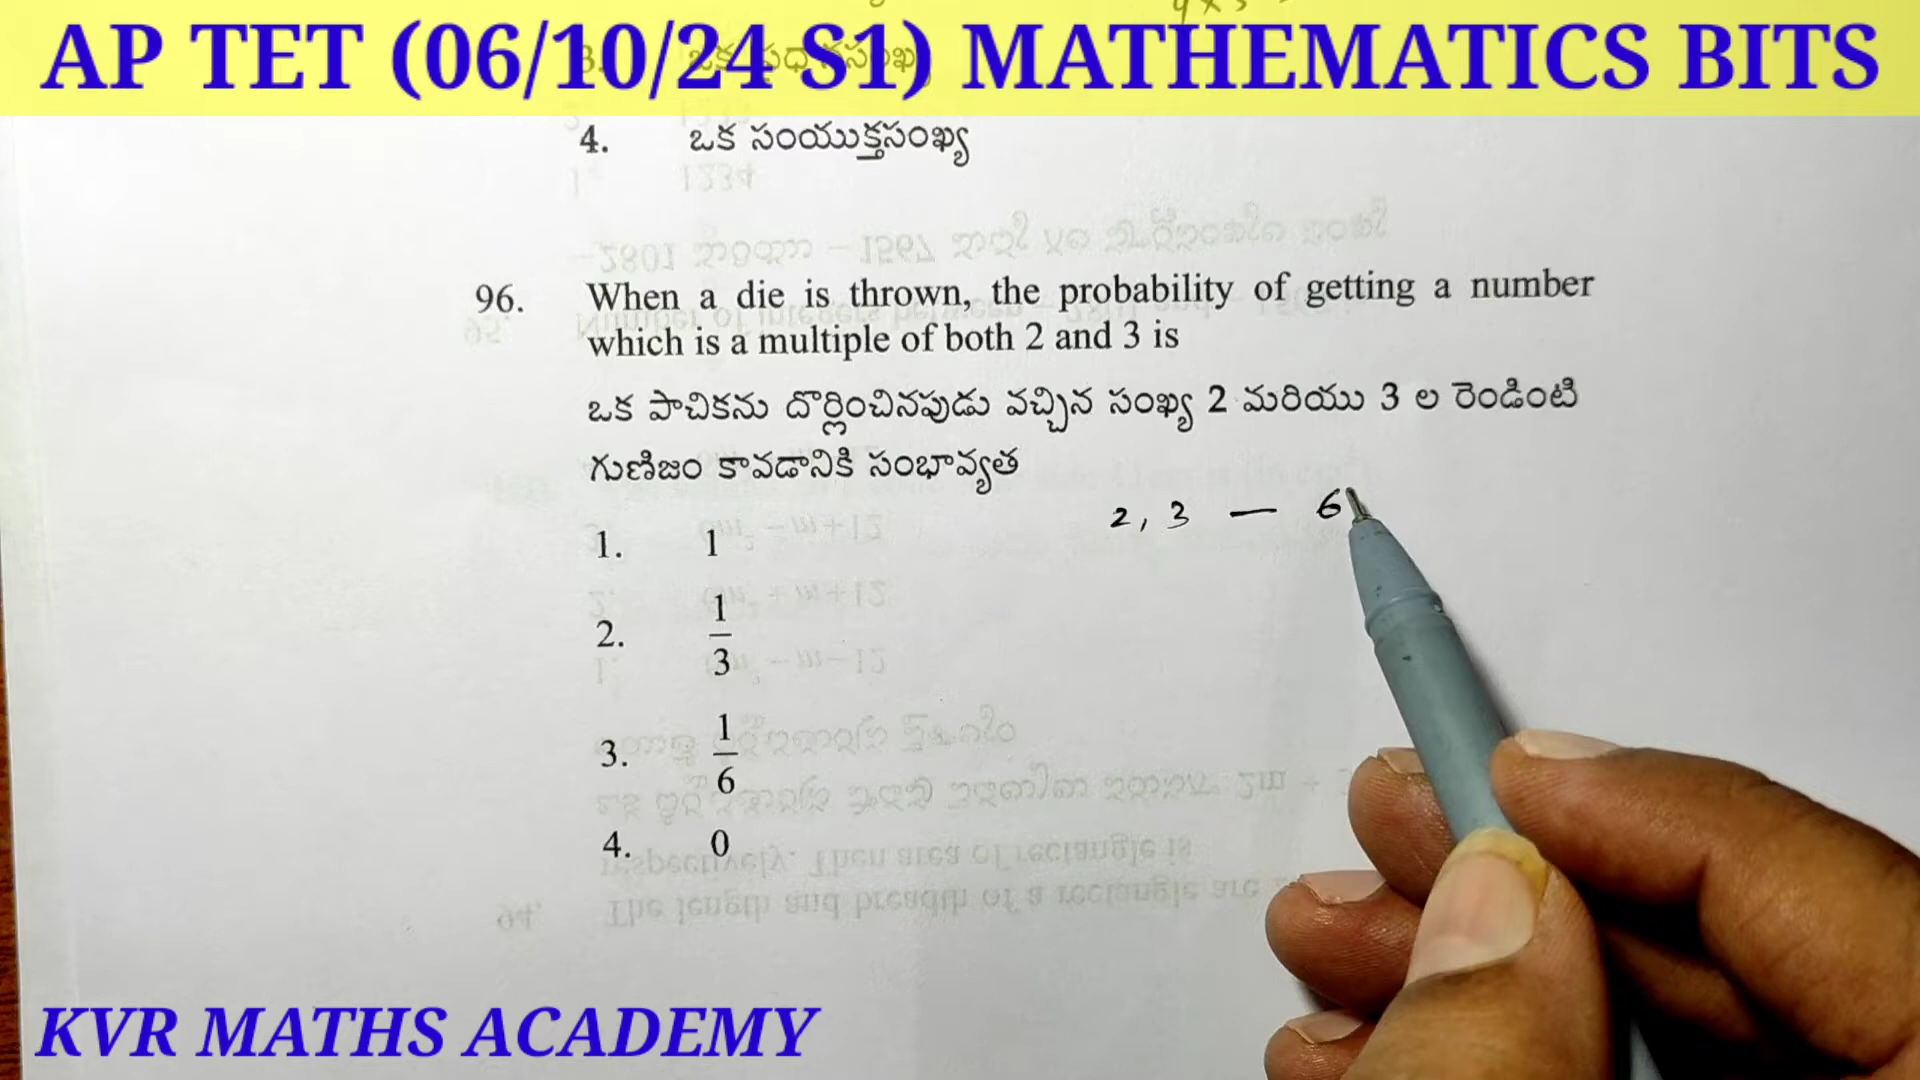 AP TET (06/10/24 S1) MATHEMATICS BITS
4. ఒక సంయుక్తసంఖ్య
96. When a die is thrown, the probability of getting a number
which is a multiple of both 2 and 3 is
ఒక పాచికను దొర్లించినపుడు వచ్చిన సంఖ్య 2 మరియు 3 ల రెండింటి
గుణిజం కావడానికి సంభావ్యత
2, 3 — 6
1. 1
2. 1/3
3. 1/6
4. 0
KVR MATHS ACADEMY